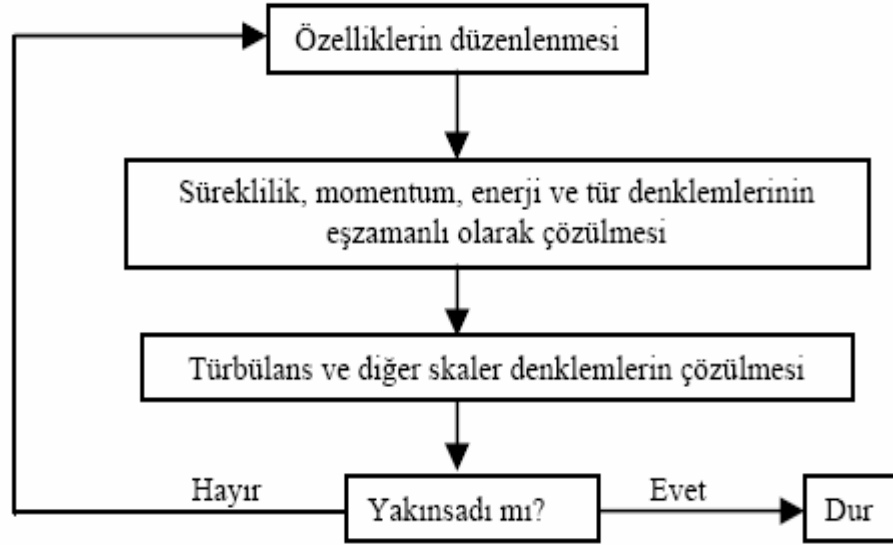 Özelliklerin düzenlenmesi
Süreklilik, momentum, enerji ve tür denklemlerinin
eşzamanlı olarak çözülmesi
Türbülans ve diğer skaler denklemlerin çözülmesi
Hayır
Yakınsadı mı?
Evet
Dur